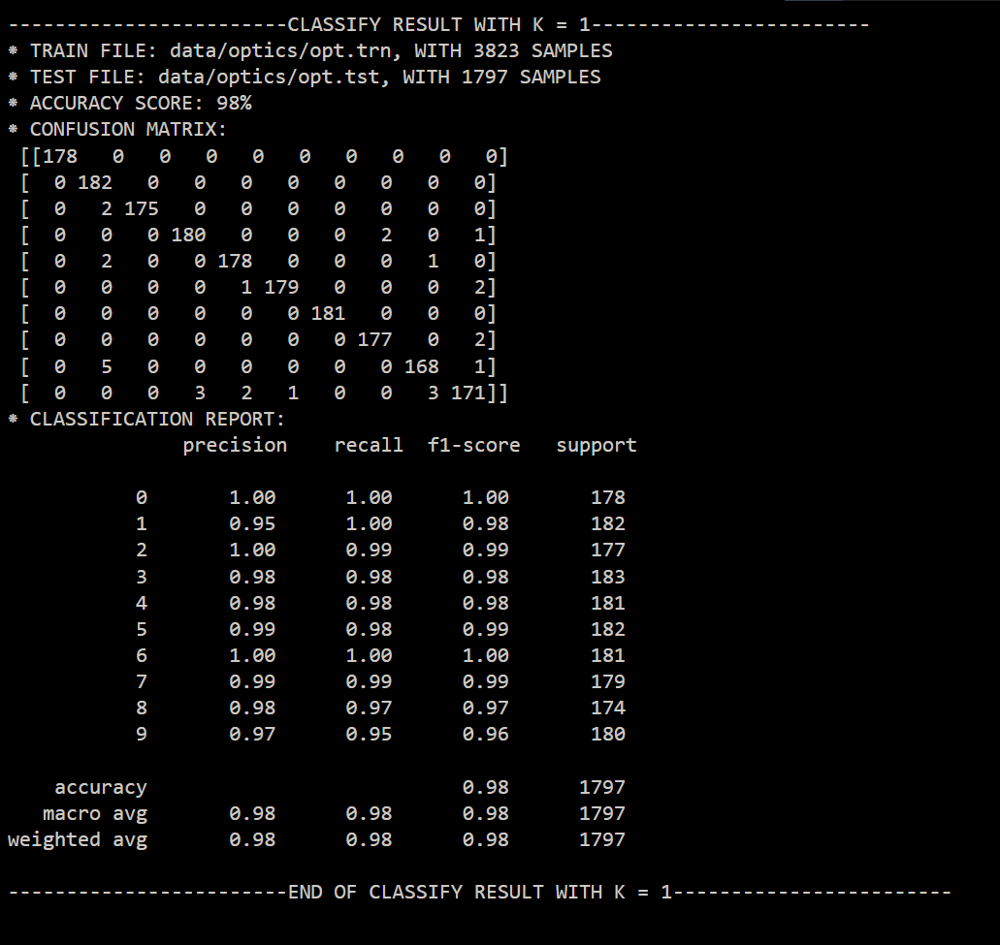 ------------------------CLASSIFY RESULT WITH K = 1------------------------
* TRAIN FILE: data/optics/opt.trn, WITH 3823 SAMPLES
* TEST FILE: data/optics/opt.tst, WITH 1797 SAMPLES
* ACCURACY SCORE: 98%
* CONFUSION MATRIX:
 [[178   0   0   0   0   0   0   0   0   0]
 [  0 182   0   0   0   0   0   0   0   0]
 [  0   2 175   0   0   0   0   0   0   0]
 [  0   0   0 180   0   0   0   2   0   1]
 [  0   2   0   0 178   0   0   0   1   0]
 [  0   0   0   0   1 179   0   0   0   2]
 [  0   0   0   0   0   0 181   0   0   0]
 [  0   0   0   0   0   0   0 177   0   2]
 [  0   5   0   0   0   0   0   0 168   1]
 [  0   0   0   3   2   1   0   0   3 171]]
* CLASSIFICATION REPORT:
               precision    recall  f1-score   support

           0       1.00      1.00      1.00       178
           1       0.95      1.00      0.98       182
           2       1.00      0.99      0.99       177
           3       0.98      0.98      0.98       183
           4       0.98      0.98      0.98       181
           5       0.99      0.98      0.99       182
           6       1.00      1.00      1.00       181
           7       0.99      0.99      0.99       179
           8       0.98      0.97      0.97       174
           9       0.97      0.95      0.96       180

    accuracy                           0.98      1797
   macro avg       0.98      0.98      0.98      1797
weighted avg       0.98      0.98      0.98      1797

------------------------END OF CLASSIFY RESULT WITH K = 1------------------------